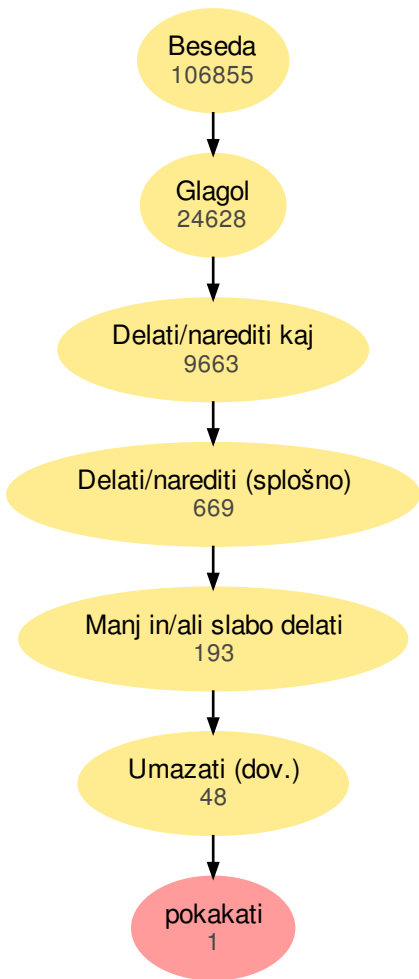 Beseda
106855
Glagol
24628
Delati/narediti kaj
9663
Delati/narediti (splošno)
669
Manj in/ali slabo delati
193
Umazati (dov.)
48
pokakati
1